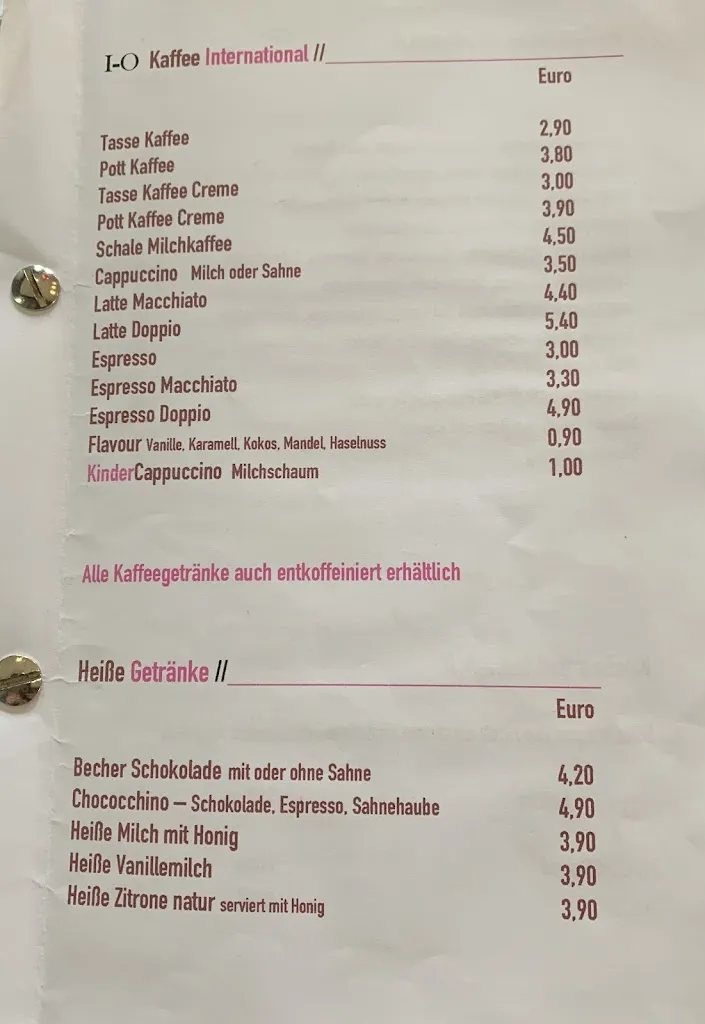 I-O Kaffee International //
Euro
Tasse Kaffee 2,90
Pott Kaffee 3,80
Tasse Kaffee Creme 3,00
Pott Kaffee Creme 3,90
Schale Milchkaffee 4,50
Cappuccino Milch oder Sahne 3,50
Latte Macchiato 4,40
Latte Doppio 5,40
Espresso 3,00
Espresso Macchiato 3,30
Espresso Doppio 4,90
Flavour Vanille, Karamell, Kokos, Mandel, Haselnuss 0,90
KinderCappuccino Milchschaum 1,00
Alle Kaffeegetränke auch entkoffeiniert erhältlich
Heiße Getränke //
Euro
Becher Schokolade mit oder ohne Sahne 4,20
Chococchino – Schokolade, Espresso, Sahnehaube 4,90
Heiße Milch mit Honig 3,90
Heiße Vanillemilch 3,90
Heiße Zitrone natur serviert mit Honig 3,90